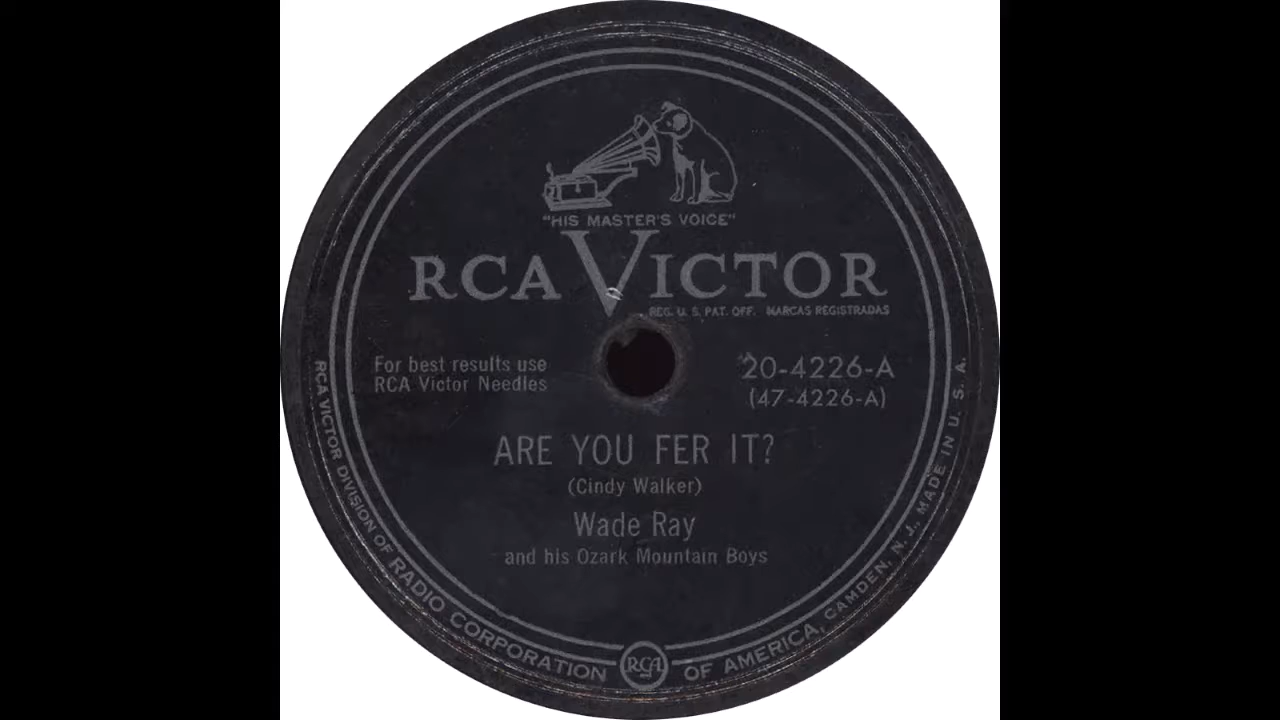 "HIS MASTER'S VOICE"
RCA VICTOR
REG. U. S. PAT. OFF. MARCAS REGISTRADAS
For best results use
RCA Victor Needles
20-4226-A
(47-4226-A)
ARE YOU FER IT?
(Cindy Walker)
Wade Ray
and his Ozark Mountain Boys
RCA VICTOR DIVISION OF RADIO CORPORATION OF AMERICA, CAMDEN, N. J., MADE IN U. S. A.
RCA